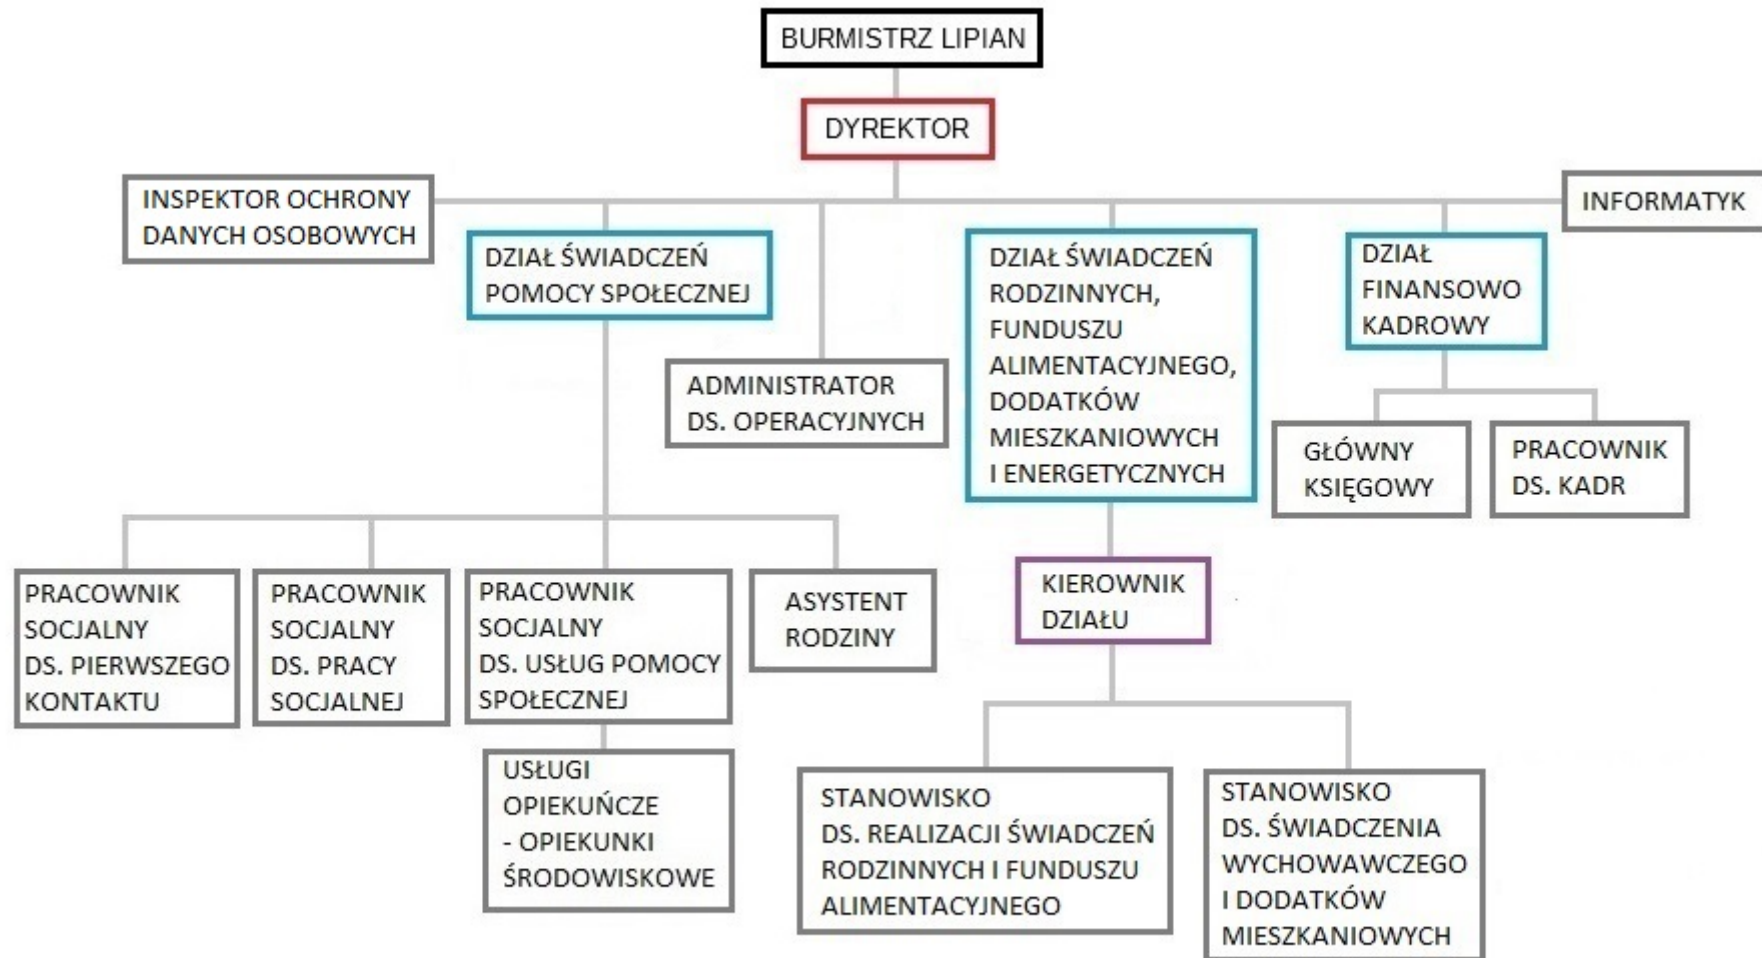 BURMISTRZ LIPIAN
DYREKTOR
INSPEKTOR OCHRONY
DANYCH OSOBOWYCH
INFORMATYK
DZIAŁ ŚWIADCZEŃ
POMOCY SPOŁECZNEJ
ADMINISTRATOR
DS. OPERACYJNYCH
DZIAŁ ŚWIADCZEŃ
RODZINNYCH,
FUNDUSZU
ALIMENTACYJNEGO,
DODATKÓW
MIESZKANIOWYCH
I ENERGETYCZNYCH
DZIAŁ
FINANSOWO
KADROWY
GŁÓWNY
KSIĘGOWY
PRACOWNIK
DS. KADR
PRACOWNIK
SOCJALNY
DS. PIERWSZEGO
KONTAKTU
PRACOWNIK
SOCJALNY
DS. PRACY
SOCJALNEJ
PRACOWNIK
SOCJALNY
DS. USŁUG POMOCY
SPOŁECZNEJ
ASYSTENT
RODZINY
KIEROWNIK
DZIAŁU
USŁUGI
OPIEKUŃCZE
- OPIEKUNKI
ŚRODOWISKOWE
STANOWISKO
DS. REALIZACJI ŚWIADCZEŃ
RODZINNYCH I FUNDUSZU
ALIMENTACYJNEGO
STANOWISKO
DS. ŚWIADCZENIA
WYCHOWAWCZEGO
I DODATKÓW
MIESZKANIOWYCH